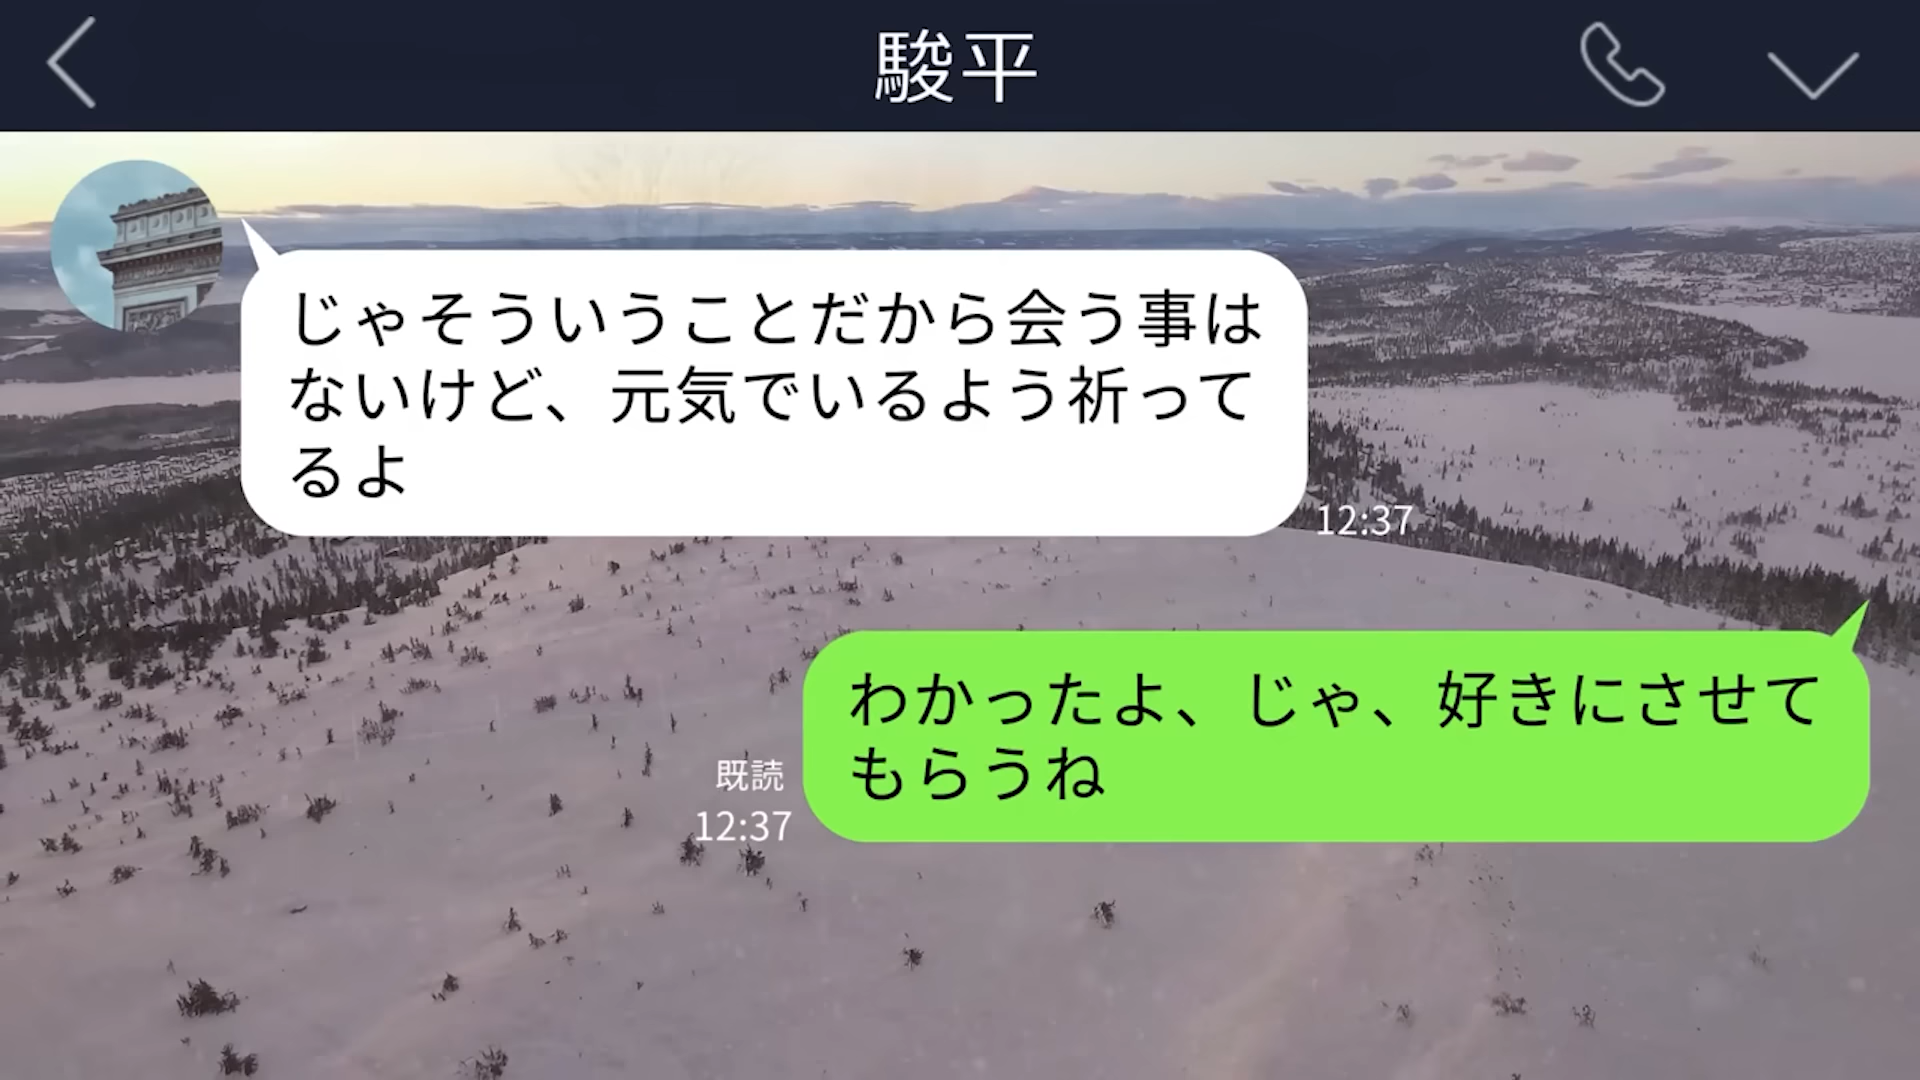 駿平
じゃそういうことだから会う事は
ないけど、元気でいるよう祈って
るよ
12:37
わかったよ、じゃ、好きにさせて
もらうね
既読
12:37